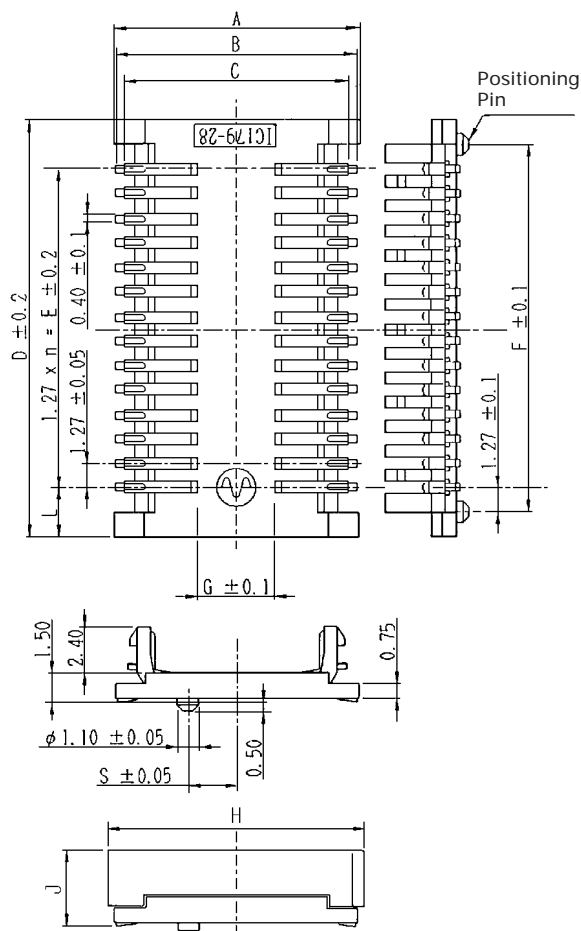 A
B
C
Positioning
Pin
IC179-28
D ±0.2
1.27 x n = E ±0.2
0.40 ±0.1
1.27 ±0.05
L
F ±0.1
1.27 ±0.1
G ±0.1
1.50
2.40
0.75
φ1.10 ±0.05
0.50
S ±0.05
H
J